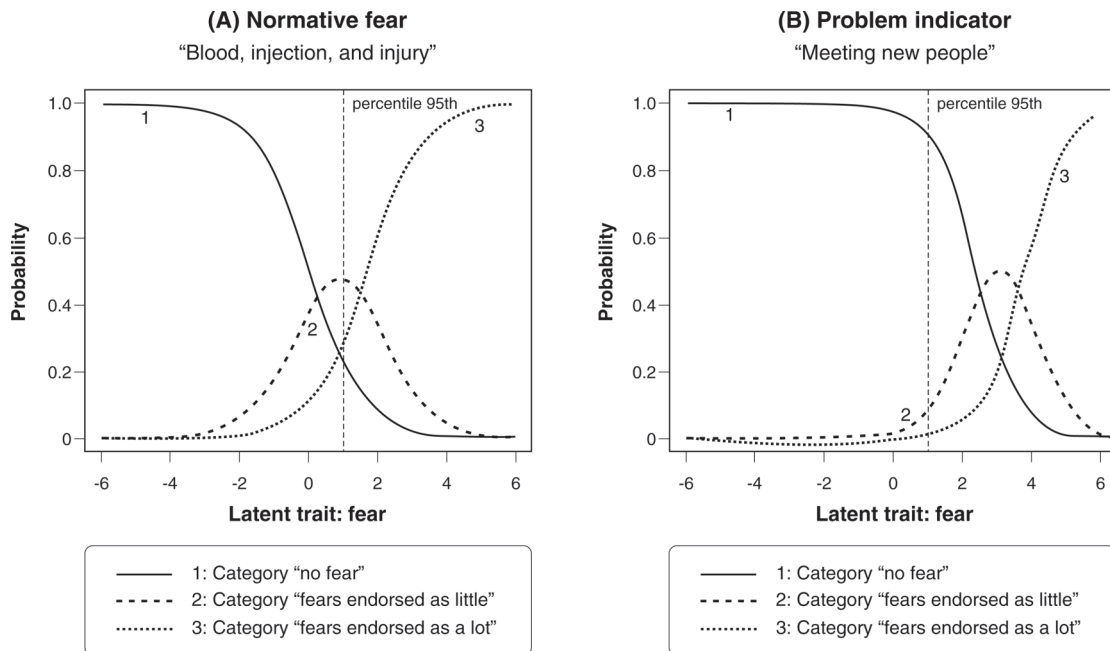 (A) Normative fear
“Blood, injection, and injury”
percentile 95th
1.0
0.8
0.6
0.4
0.2
0
Probability
1
2
3
-6 -4 -2 0 2 4 6
Latent trait: fear
1: Category “no fear”
2: Category “fears endorsed as little”
3: Category “fears endorsed as a lot”
(B) Problem indicator
“Meeting new people”
percentile 95th
1.0
0.8
0.6
0.4
0.2
0
Probability
1
2
3
-6 -4 -2 0 2 4 6
Latent trait: fear
1: Category “no fear”
2: Category “fears endorsed as little”
3: Category “fears endorsed as a lot”